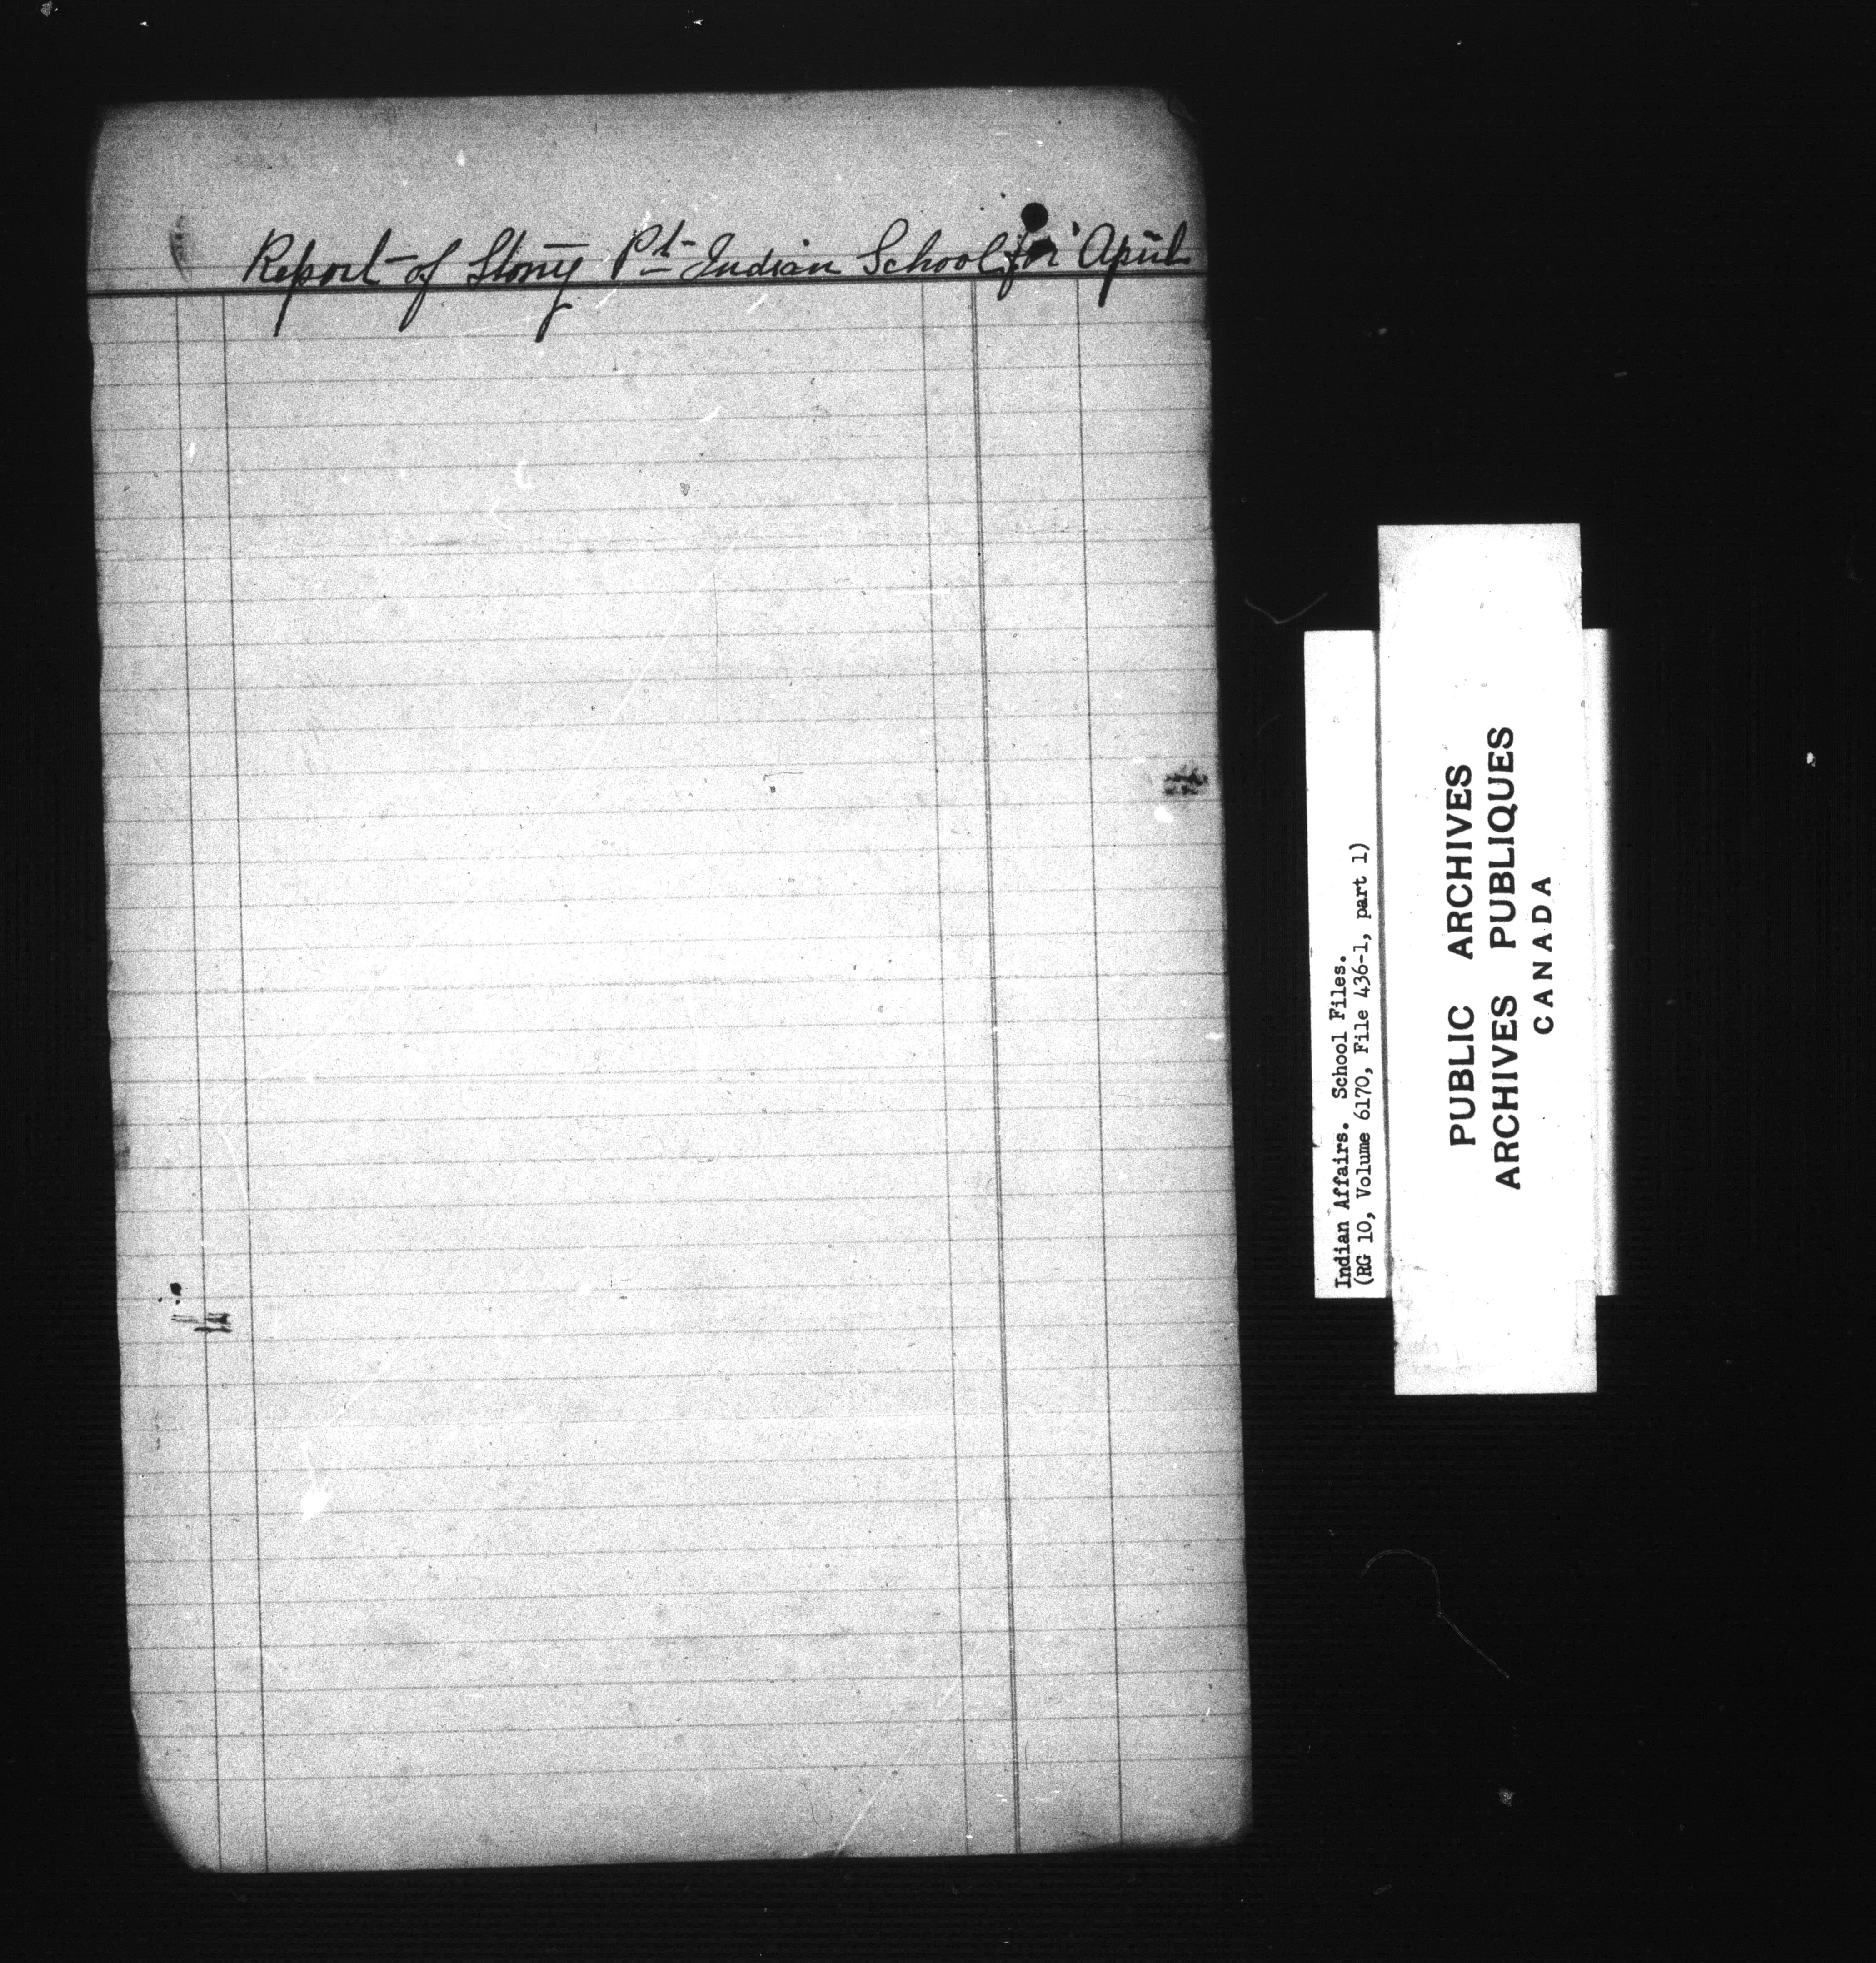 Report of Stony Pt Indian School for April
Indian Affairs. School Files.
(RG 10, Volume 6170, File 436-1, part 1)
PUBLIC ARCHIVES
ARCHIVES PUBLIQUES
CANADA